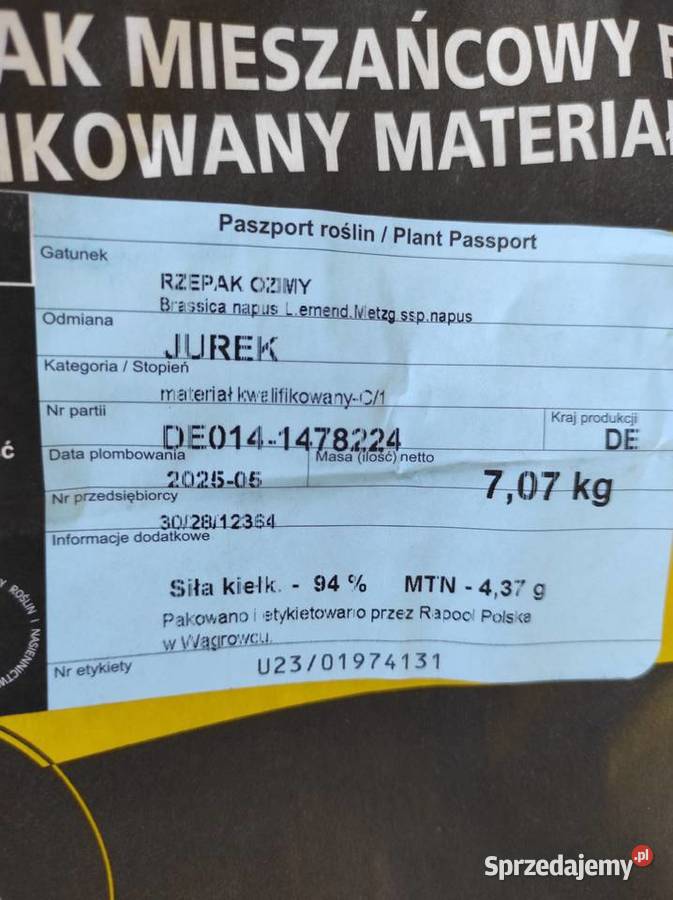 AK MIESZAŃCOWY
IKOWANY MATERIAŁ
Paszport roślin / Plant Passport
Gatunek
RZEPAK OZIMY
Brassica napus L.emend.Metzg ssp.napus
Odmiana
JUREK
Kategoria / Stopień
materiał kwalifikowany-C/1
Nr partii
DE014-1478224
Kraj produkcji
DE
Data plombowania
2025-05
Masa (ilość) netto
7,07 kg
Nr przedsiębiorcy
30/28/12364
Informacje dodatkowe
Siła kiełk. - 94 % MTN - 4,37 g
Pakowano i etykietowano przez Rapool Polska
w Wągrowcu.
Nr etykiety
U23/01974131
Ć
ROŚLIN I NASIENNICTW
Sprzedajemy.pl